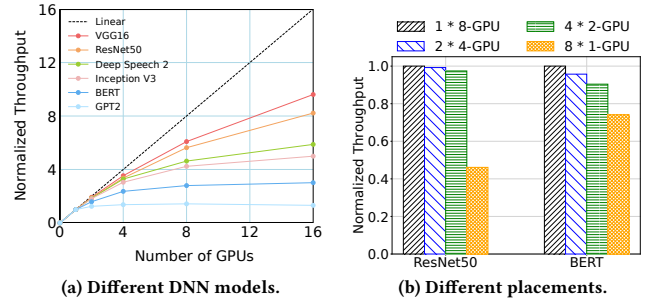 Linear
VGG16
ResNet50
Deep Speech 2
Inception V3
BERT
GPT2
Normalized Throughput
16
12
8
4
0
0 4 8 12 16
Number of GPUs
(a) Different DNN models.
1 * 8-GPU 4 * 2-GPU
2 * 4-GPU 8 * 1-GPU
Normalized Throughput
1.0
0.8
0.6
0.4
0.2
0.0
ResNet50 BERT
(b) Different placements.